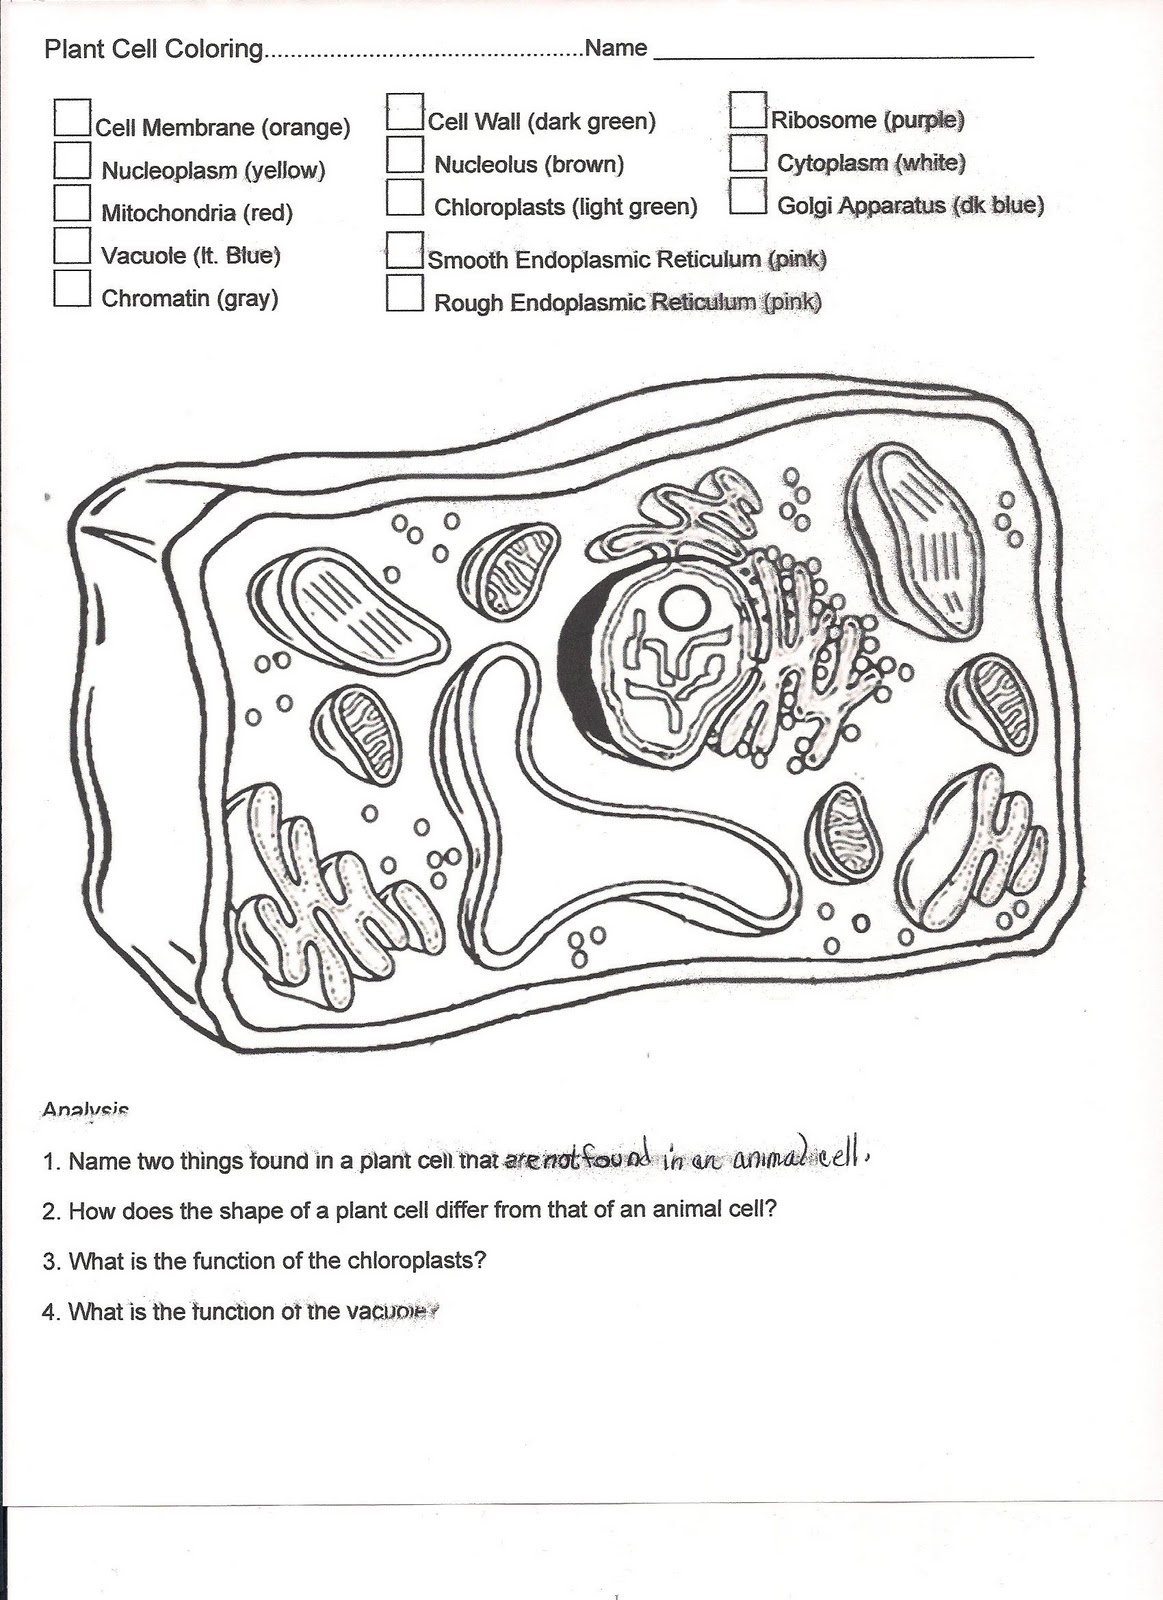 Plant Cell Coloring.................................................Name ____________________________
Cell Membrane (orange)
Nucleoplasm (yellow)
Mitochondria (red)
Vacuole (lt. Blue)
Chromatin (gray)
Cell Wall (dark green)
Nucleolus (brown)
Chloroplasts (light green)
Smooth Endoplasmic Reticulum (pink)
Rough Endoplasmic Reticulum (pink)
Ribosome (purple)
Cytoplasm (white)
Golgi Apparatus (dk blue)
Analysis
1. Name two things found in a plant cell that are not found in an animal cell.
2. How does the shape of a plant cell differ from that of an animal cell?
3. What is the function of the chloroplasts?
4. What is the function of the vacuole?